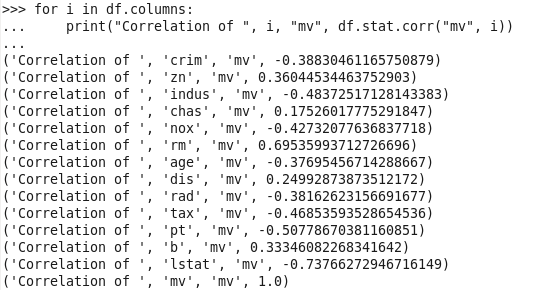 >>> for i in df.columns:
...     print("Correlation of ", i, "mv", df.stat.corr("mv", i))
...
('Correlation of ', 'crim', 'mv', -0.38830461165750879)
('Correlation of ', 'zn', 'mv', 0.36044534463752903)
('Correlation of ', 'indus', 'mv', -0.48372517128143383)
('Correlation of ', 'chas', 'mv', 0.17526017775291847)
('Correlation of ', 'nox', 'mv', -0.42732077636837718)
('Correlation of ', 'rm', 'mv', 0.69535993712726696)
('Correlation of ', 'age', 'mv', -0.37695456714288667)
('Correlation of ', 'dis', 'mv', 0.24992873873512172)
('Correlation of ', 'rad', 'mv', -0.38162623156691677)
('Correlation of ', 'tax', 'mv', -0.46853593528654536)
('Correlation of ', 'pt', 'mv', -0.50778670381160851)
('Correlation of ', 'b', 'mv', 0.33346082268341642)
('Correlation of ', 'lstat', 'mv', -0.73766272946716149)
('Correlation of ', 'mv', 'mv', 1.0)